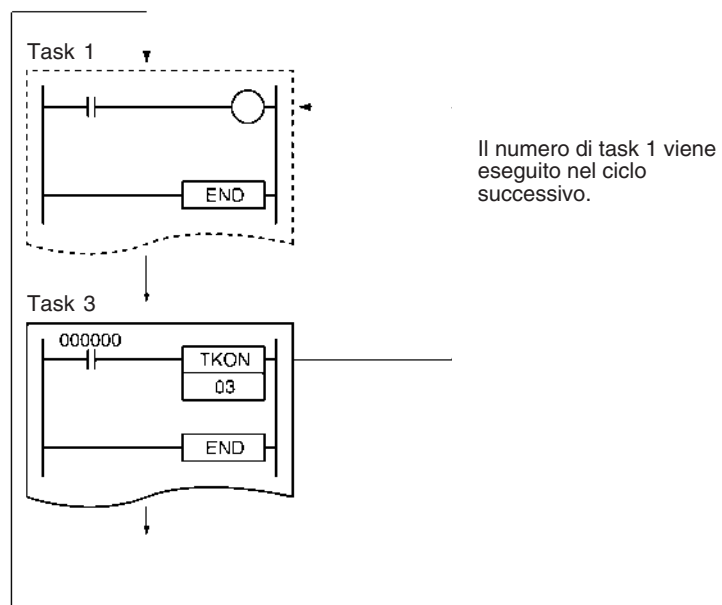 Task 1
END
Il numero di task 1 viene
eseguito nel ciclo
successivo.
Task 3
000000
TKON
03
END